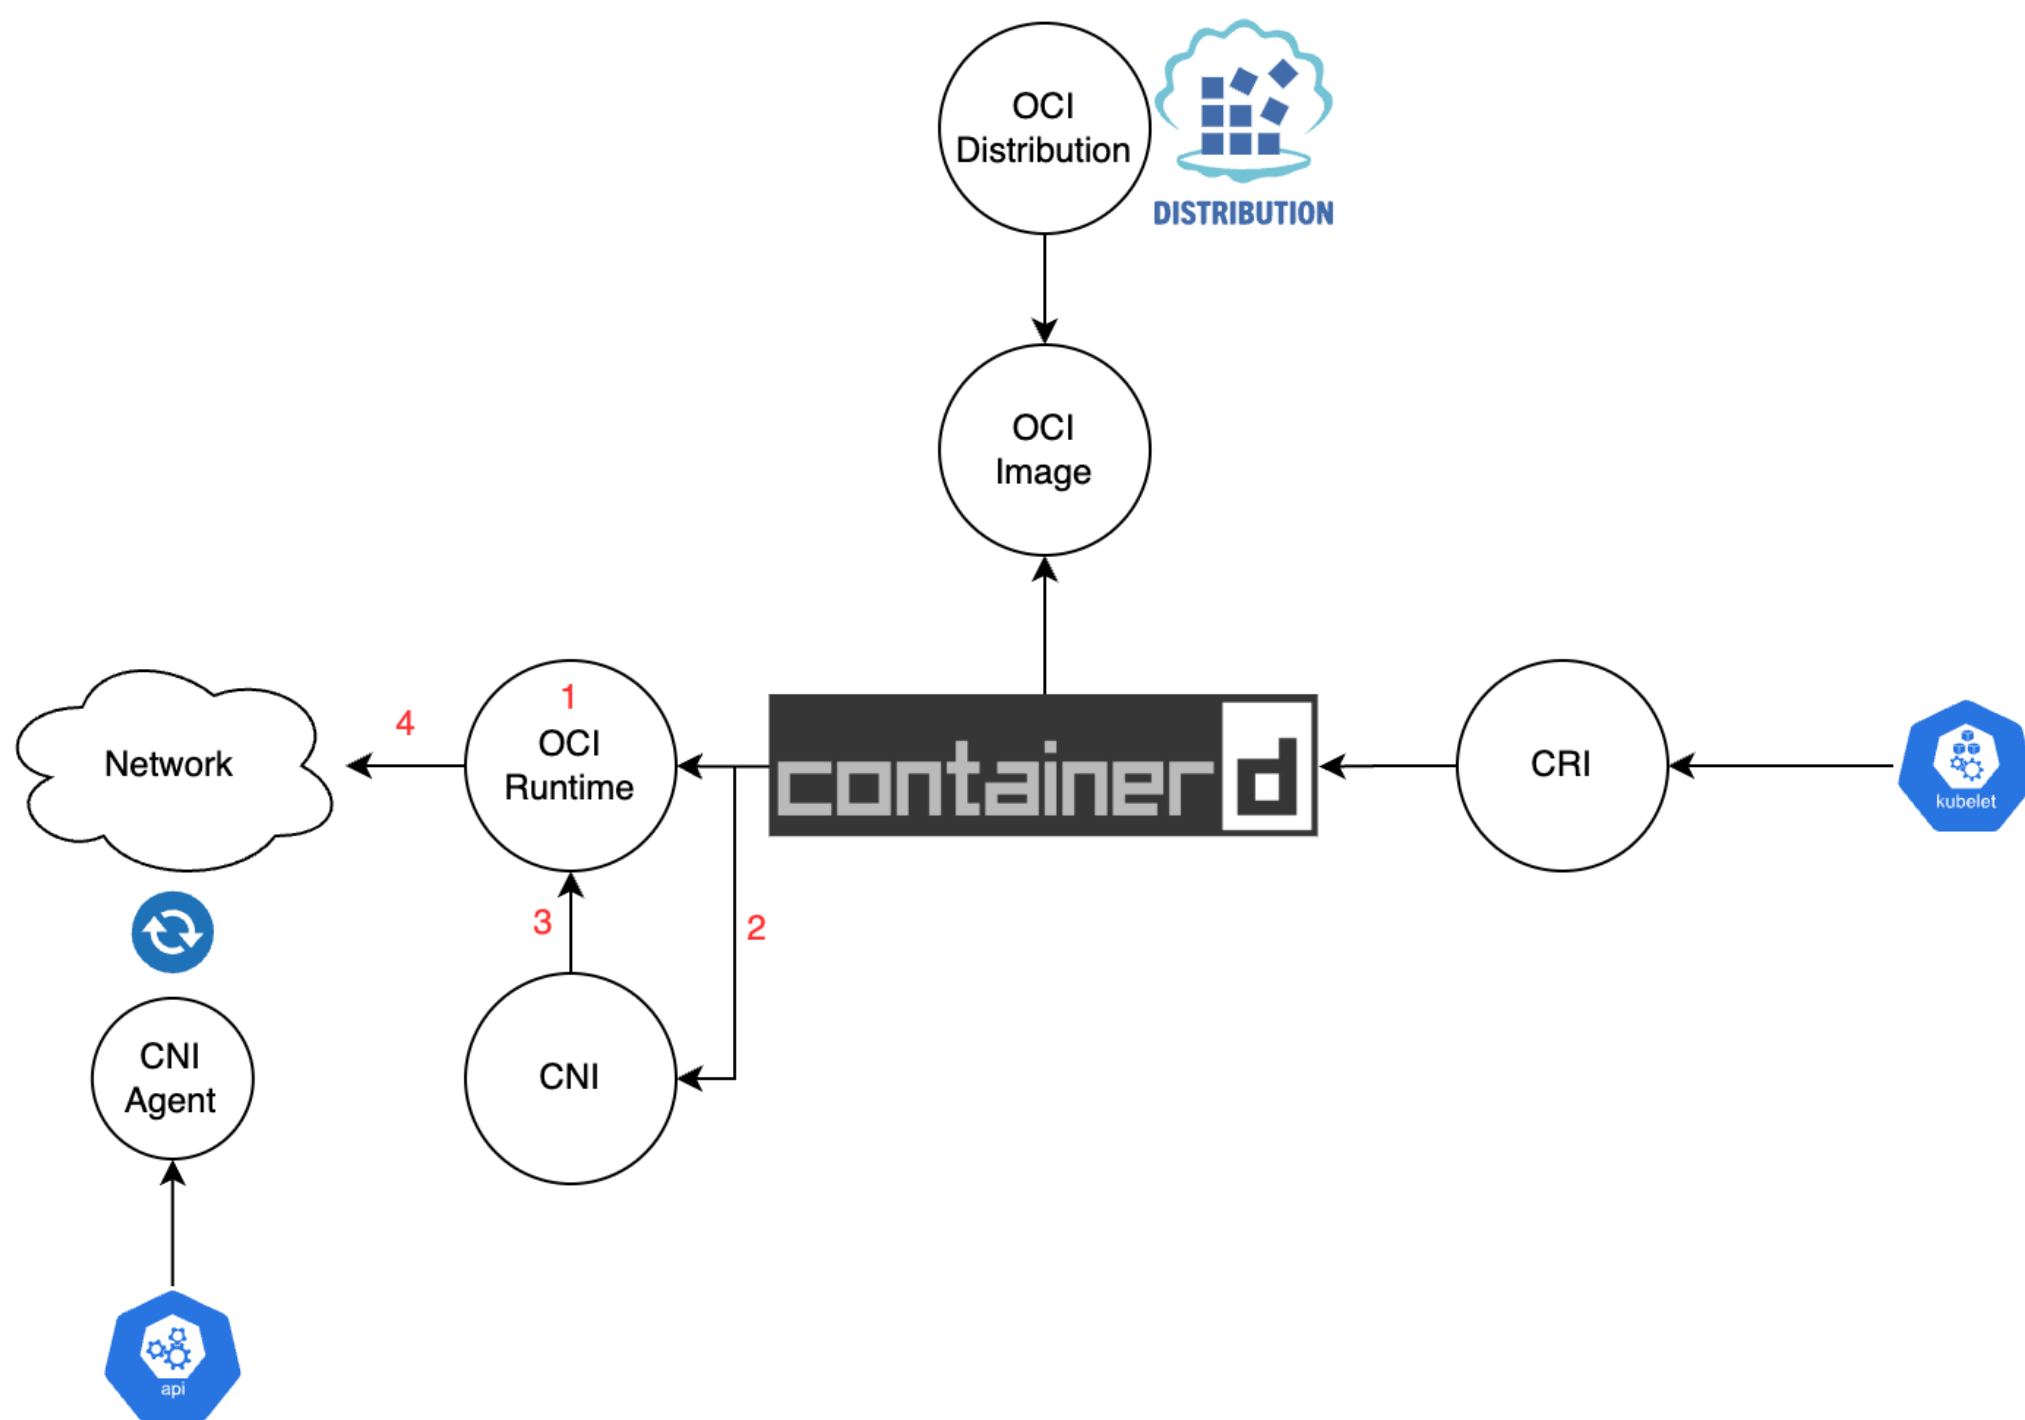 OCI
Distribution
DISTRIBUTION
OCI
Image
Network
4
1
OCI
Runtime
containerd
CRI
kubelet
3
2
CNI
Agent
CNI
api